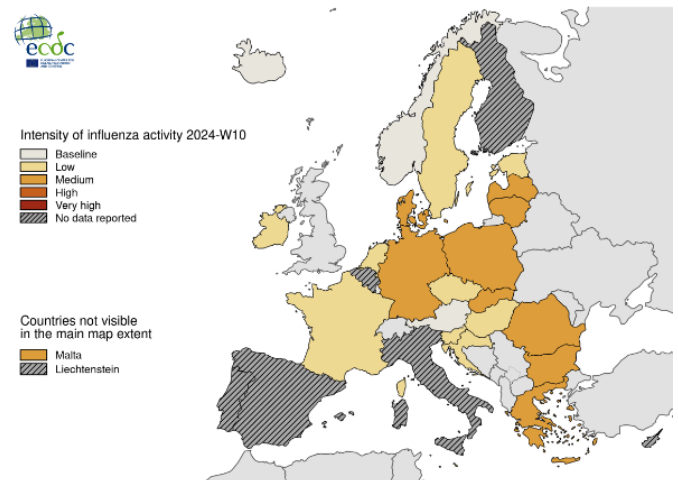 ecdc
Intensity of influenza activity 2024-W10
Baseline
Low
Medium
High
Very high
No data reported
Countries not visible
in the main map extent
Malta
Liechtenstein